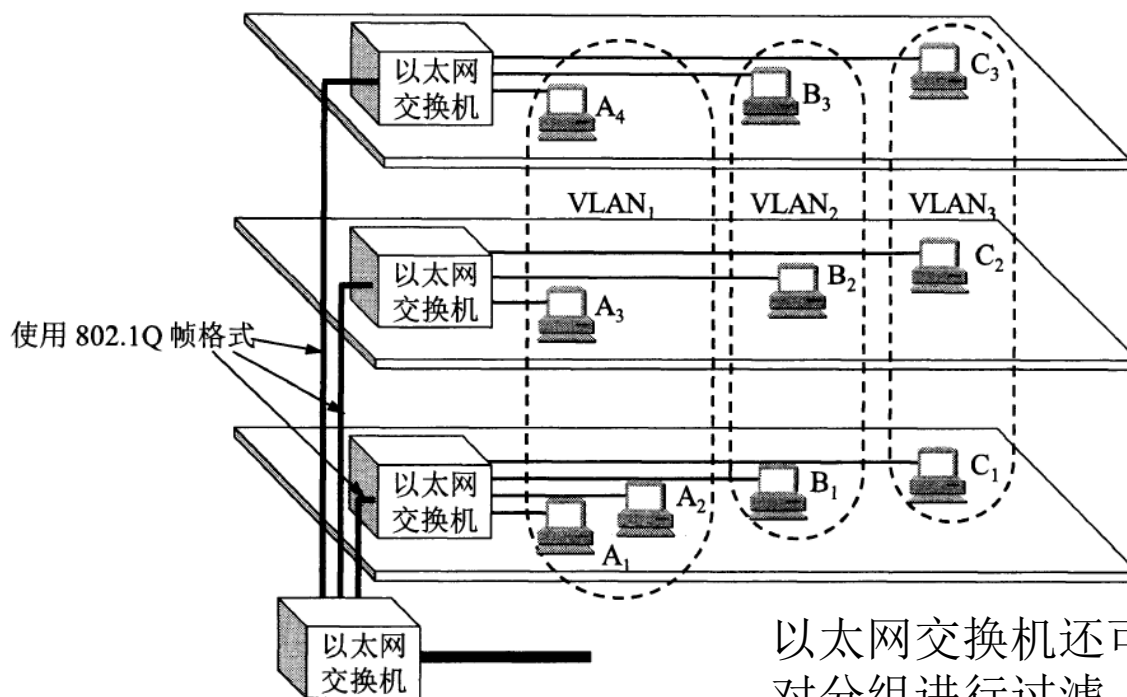 以太网
交换机
A₄
B₃
C₃
VLAN₁
VLAN₂
VLAN₃
以太网
交换机
A₃
B₂
C₂
使用 802.1Q 帧格式
以太网
交换机
A₁
A₂
B₁
C₁
以太网
交换机
以太网交换机还可
对分组进行过滤